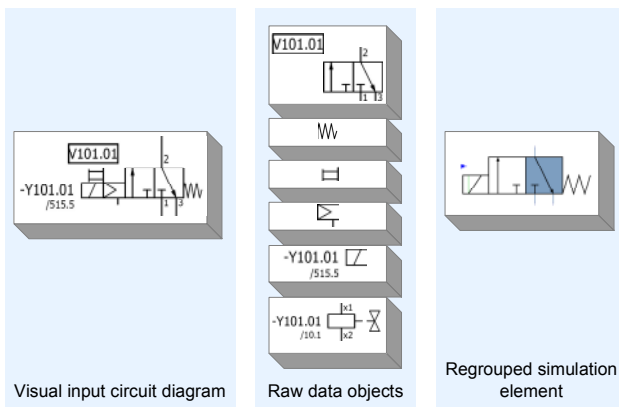 V101.01
2
-Y101.01
/515.5
1 3
Visual input circuit diagram
V101.01
2
1 3
-Y101.01
/515.5
-Y101.01
x1
/10.1
x2
Raw data objects
Regrouped simulation
element